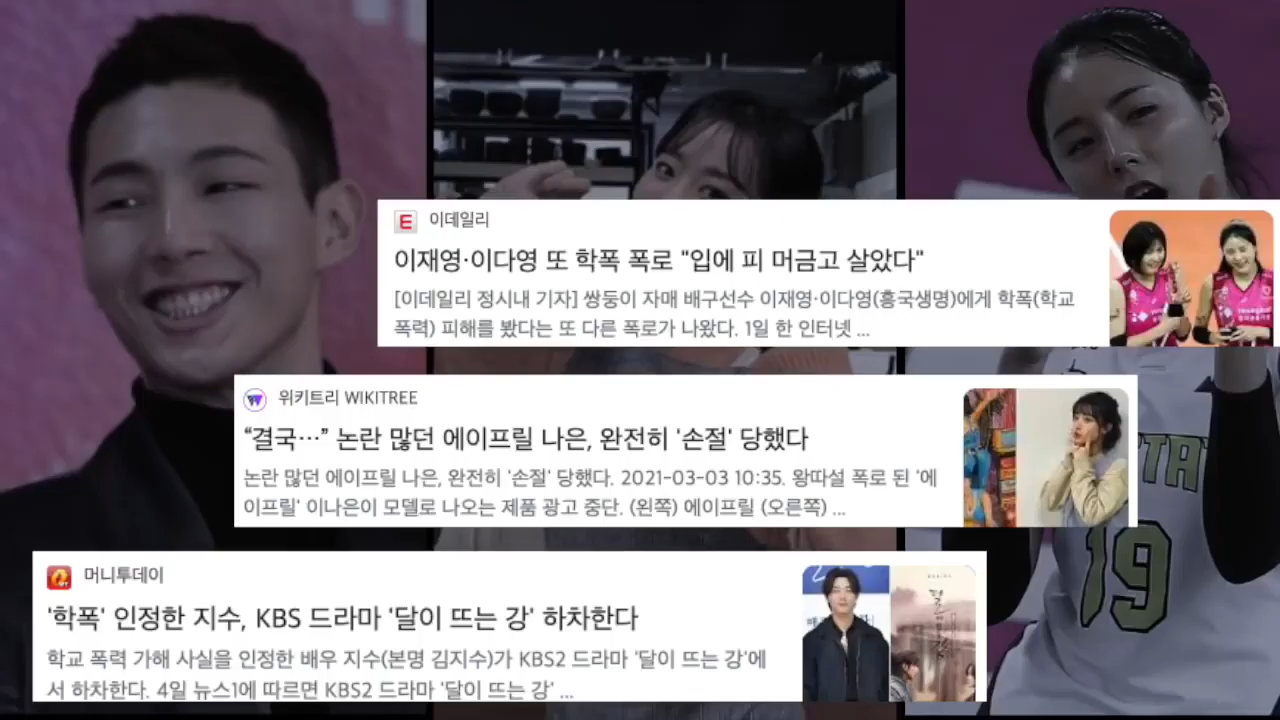 이데일리
이재영·이다영 또 학폭 폭로 "입에 피 머금고 살았다"
[이데일리 정시내 기자] 쌍둥이 자매 배구선수 이재영·이다영(흥국생명)에게 학폭(학교
폭력) 피해를 봤다는 또 다른 폭로가 나왔다. 1일 한 인터넷 ...
위키트리 WIKITREE
“결국…” 논란 많던 에이프릴 나은, 완전히 '손절' 당했다
논란 많던 에이프릴 나은, 완전히 '손절' 당했다. 2021-03-03 10:35. 왕따설 폭로 된 '에
이프릴' 이나은이 모델로 나오는 제품 광고 중단. (왼쪽) 에이프릴 (오른쪽) ...
머니투데이
'학폭' 인정한 지수, KBS 드라마 '달이 뜨는 강' 하차한다
학교 폭력 가해 사실을 인정한 배우 지수(본명 김지수)가 KBS2 드라마 '달이 뜨는 강'에
서 하차한다. 4일 뉴스1에 따르면 KBS2 드라마 '달이 뜨는 강' ...
19